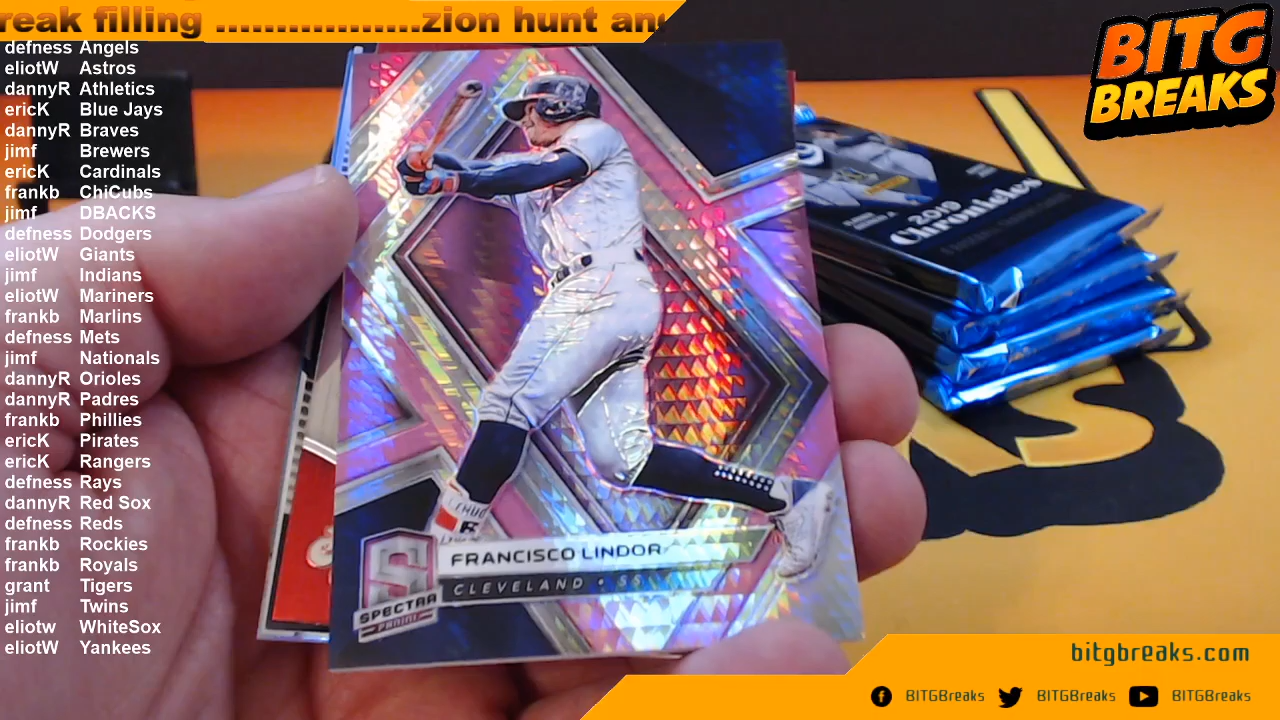 reak filling .................zion hunt an
defness Angels
eliotW Astros
dannyR Athletics
ericK Blue Jays
dannyR Braves
jimf Brewers
ericK Cardinals
frankb ChiCubs
jimf DBACKS
defness Dodgers
eliotW Giants
jimf Indians
eliotW Mariners
frankb Marlins
defness Mets
jimf Nationals
dannyR Orioles
dannyR Padres
frankb Phillies
ericK Pirates
ericK Rangers
defness Rays
dannyR Red Sox
defness Reds
frankb Rockies
frankb Royals
grant Tigers
jimf Twins
eliotw WhiteSox
eliotW Yankees
BITG
BREAKS
2019
Chronicles
FRANCISCO LINDOR
CLEVELAND • SS
S
SPECTRA
PANINI
bitgbreaks.com
BITGBreaks BITGBreaks BITGBreaks